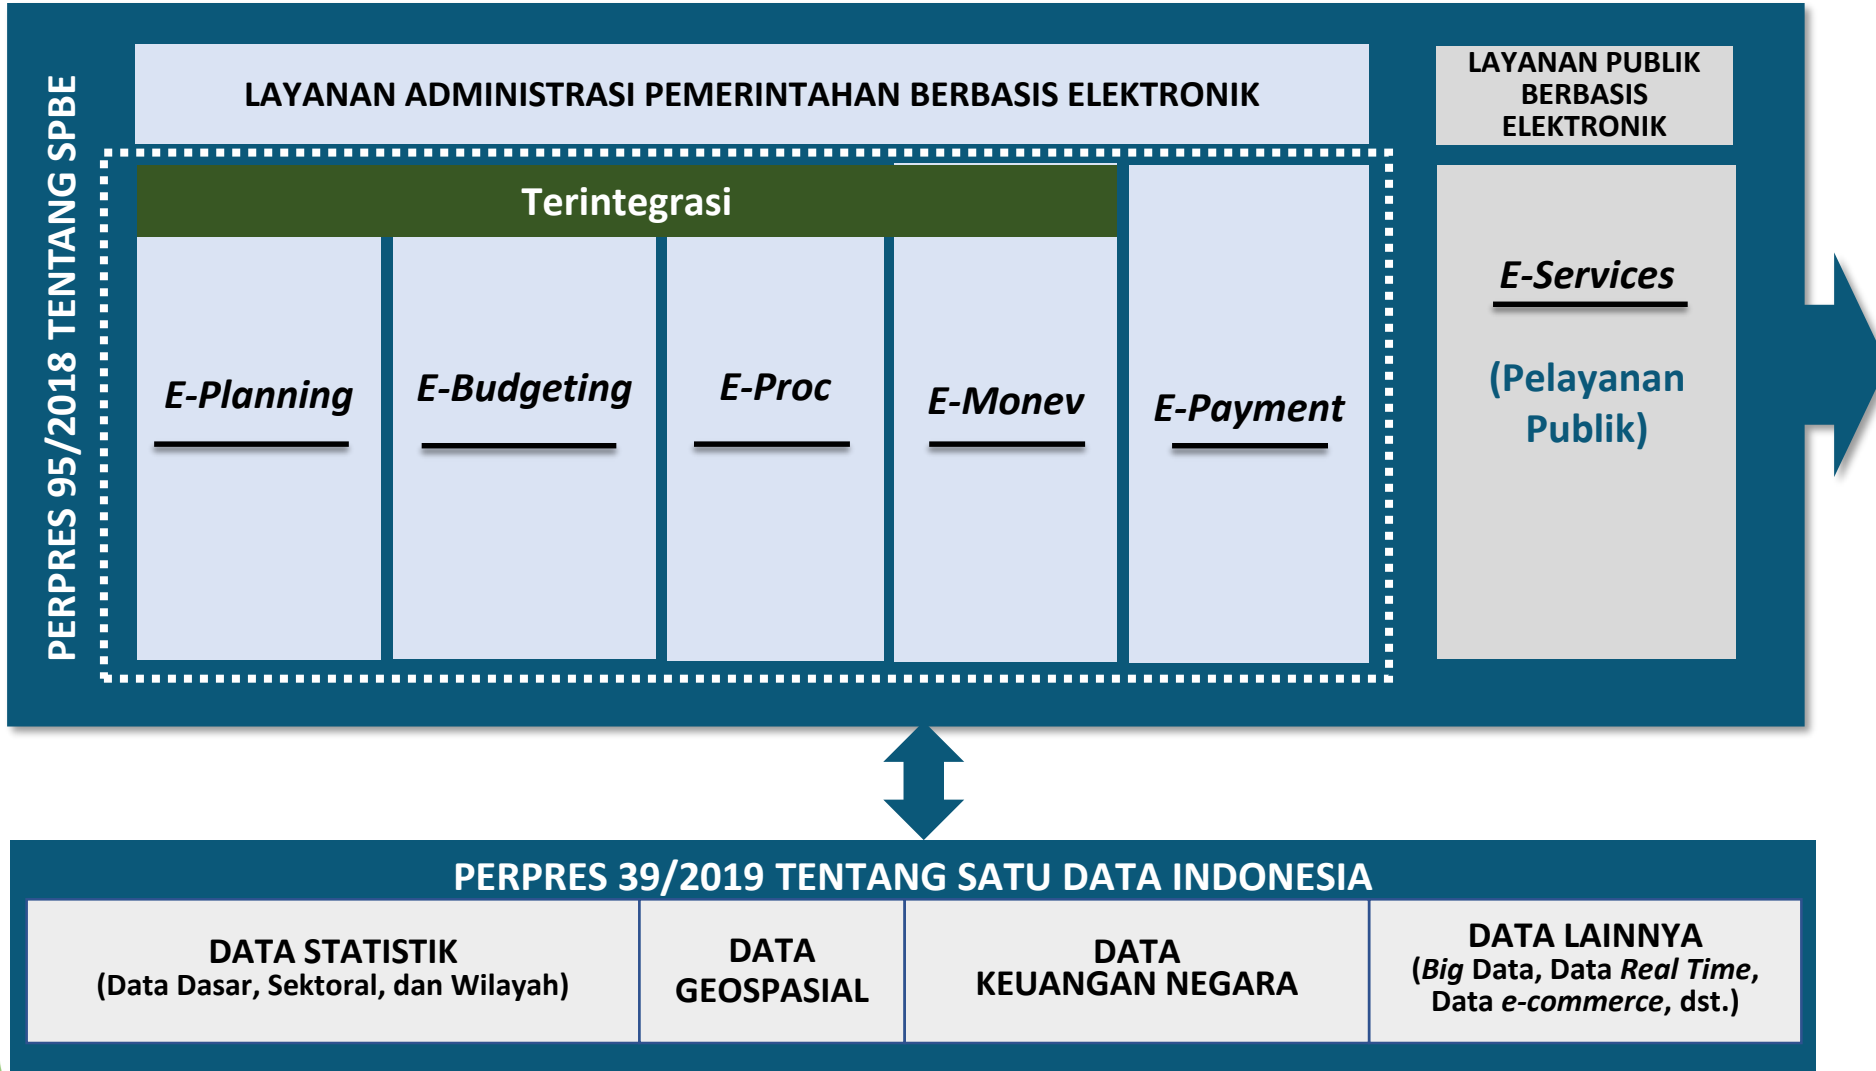 PERPRES 95/2018 TENTANG SPBE
LAYANAN ADMINISTRASI PEMERINTAHAN BERBASIS ELEKTRONIK
LAYANAN PUBLIK
BERBASIS
ELEKTRONIK
Terintegrasi
E-Planning
E-Budgeting
E-Proc
E-Monev
E-Payment
E-Services
(Pelayanan
Publik)
PERPRES 39/2019 TENTANG SATU DATA INDONESIA
DATA STATISTIK
(Data Dasar, Sektoral, dan Wilayah)
DATA
GEOSPASIAL
DATA
KEUANGAN NEGARA
DATA LAINNYA
(Big Data, Data Real Time,
Data e-commerce, dst.)